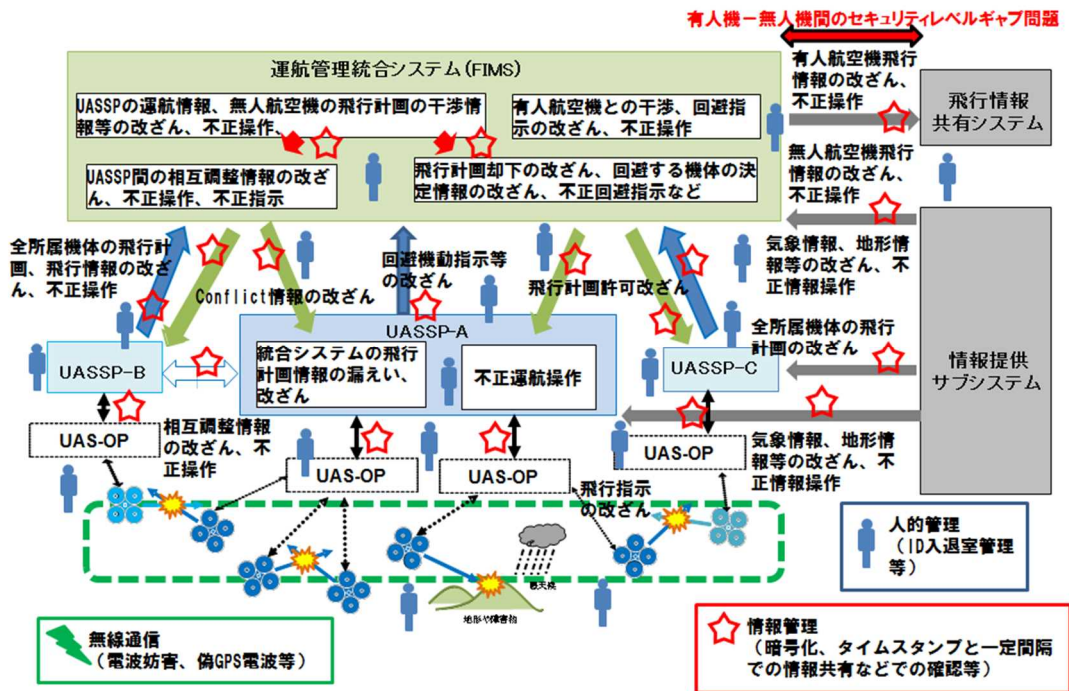 有人機－無人機間のセキュリティレベルギャップ問題
運航管理統合システム(FIMS)
UASSPの運航情報、無人航空機の飛行計画の干渉情
報等の改ざん、不正操作、
有人航空機との干渉、回避指
示の改ざん、不正操作
UASSP間の相互調整情報の改ざ
ん、不正操作、不正指示
飛行計画却下の改ざん、回避する機体の決
定情報の改ざん、不正回避指示など
有人航空機飛行
情報の改ざん、
不正操作
飛行情報
共有システム
無人航空機飛行
情報の改ざん、
不正操作
全所属機体の飛行計
画、飛行情報の改ざ
ん、不正操作
Conflict情報の改ざん
回避機動指示等
の改ざん
飛行計画許可改ざん
気象情報、地形情
報等の改ざん、不
正情報操作
UASSP-B
UASSP-A
統合システムの飛行
計画情報の漏えい、
改ざん
不正運航操作
UASSP-C
全所属機体の飛行
計画の改ざん
情報提供
サブシステム
UAS-OP
相互調整情報
の改ざん、不
正操作
UAS-OP
UAS-OP
UAS-OP
気象情報、地形情
報等の改ざん、不
正情報操作
飛行指示
の改ざん
悪天候
地形や障害物
人的管理
（ID入退室管理
等）
無線通信
（電波妨害、偽GPS電波等）
情報管理
（暗号化、タイムスタンプと一定間隔
での情報共有などでの確認等）